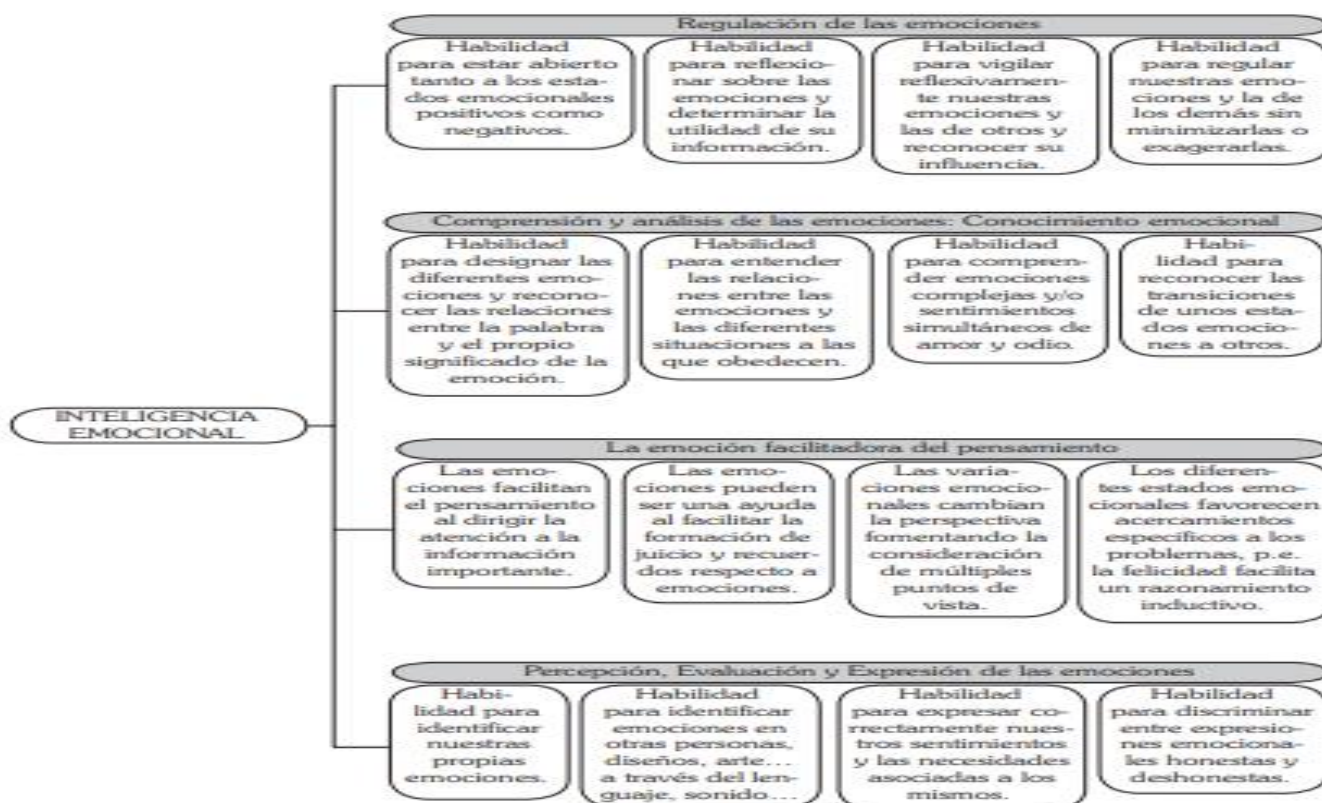 Regulación de las emociones
Habilidad
para estar abierto
tanto a los esta-
dos emocionales
positivos como
negativos.
Habilidad
para reflexio-
nar sobre las
emociones y
determinar la
utilidad de su
información.
Habilidad
para vigilar
reflexivamen-
te nuestras
emociones y
las de otros y
reconocer su
influencia.
Habilidad
para regular
nuestras emo-
ciones y la de
los demás sin
minimizarlas o
exagerarlas.
Comprensión y análisis de las emociones: Conocimiento emocional
Habilidad
para designar las
diferentes emo-
ciones y recono-
cer las relaciones
entre la palabra
y el propio
significado de la
emoción.
Habilidad
para entender
las relacio-
nes entre las
emociones y
las diferentes
situaciones a las
que obedecen.
Habilidad
para compren-
der emociones
complejas y/o
sentimientos
simultáneos de
amor y odio.
Habi-
lidad para
reconocer las
transiciones
de unos esta-
dos emocio-
nes a otros.
INTELIGENCIA
EMOCIONAL
La emoción facilitadora del pensamiento
Las emo-
ciones facilitan
el pensamiento
al dirigir la
atención a la
información
importante.
Las emo-
ciones pueden
ser una ayuda
al facilitar la
formación de
juicio y recuer-
dos respecto a
emociones.
Las varia-
ciones emocio-
nales cambian
la perspectiva
fomentando la
consideración
de múltiples
puntos de
vista.
Los diferen-
tes estados emo-
cionales favorecen
acercamientos
específicos a los
problemas, p.e.
la felicidad facilita
un razonamiento
inductivo.
Percepción, Evaluación y Expresión de las emociones
Habi-
lidad para
identificar
nuestras
propias
emociones.
Habilidad
para identificar
emociones en
otras personas,
diseños, arte...
a través del len-
guaje, sonido...
Habilidad
para expresar co-
rrectamente nues-
tros sentimientos
y las necesidades
asociadas a los
mismos.
Habilidad
para discriminar
entre expresio-
nes emociona-
les honestas y
deshonestas.